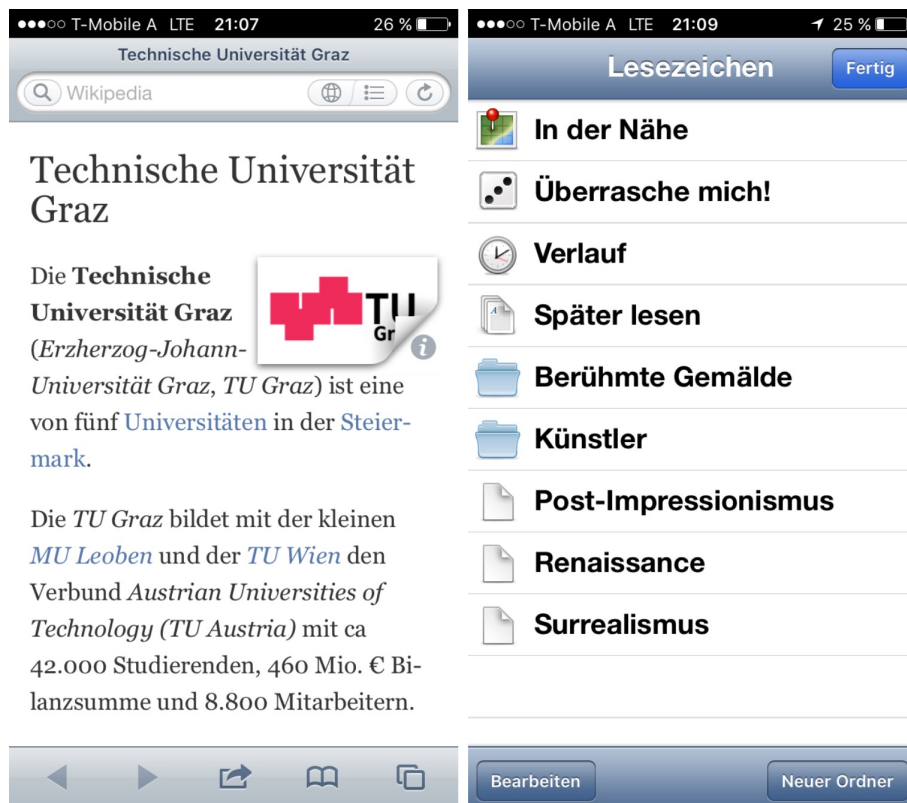 T-Mobile A LTE 21:07 26 %
Technische Universität Graz
Wikipedia
Technische Universität
Graz
Die Technische
Universität Graz
(Erzherzog-Johann-
Universität Graz, TU Graz) ist eine
von fünf Universitäten in der Steier-
mark.
TU
Gr
Die TU Graz bildet mit der kleinen
MU Leoben und der TU Wien den
Verbund Austrian Universities of
Technology (TU Austria) mit ca
42.000 Studierenden, 460 Mio. € Bi-
lanzsumme und 8.800 Mitarbeitern.
T-Mobile A LTE 21:09 25 %
Lesezeichen
Fertig
In der Nähe
Überrasche mich!
Verlauf
Später lesen
Berühmte Gemälde
Künstler
Post-Impressionismus
Renaissance
Surrealismus
Bearbeiten
Neuer Ordner